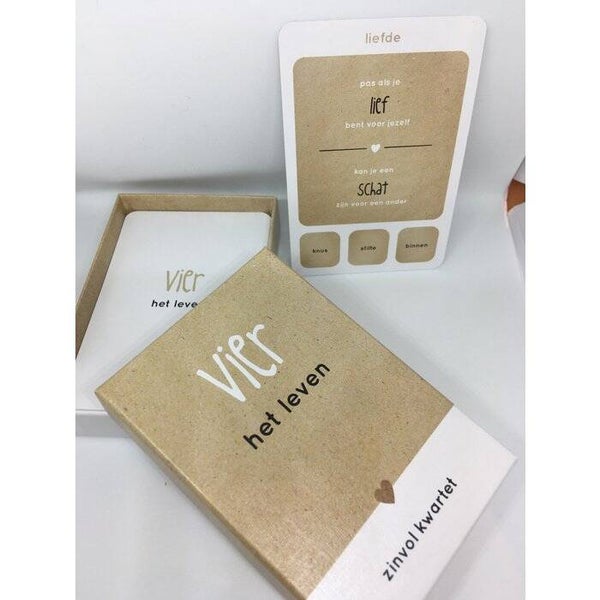 liefde
pas als je
lief
bent voor jezelf
kan je een
schat
zijn voor een ander
knus
stilte
binnen
vier
het leven
vier
het leven
zinvol kwartet